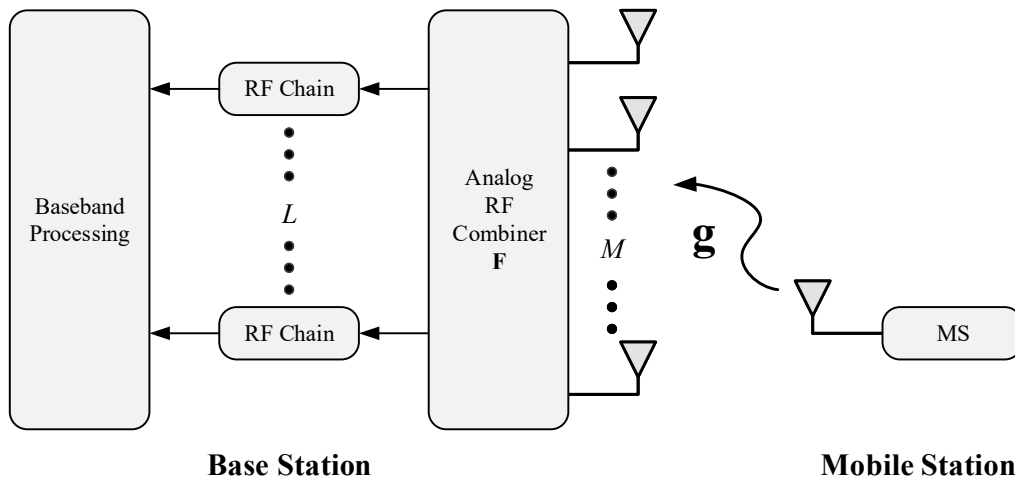 RF Chain
Baseband
Processing
L
Analog
RF
Combiner
F
M
g
RF Chain
MS
Base Station
Mobile Station